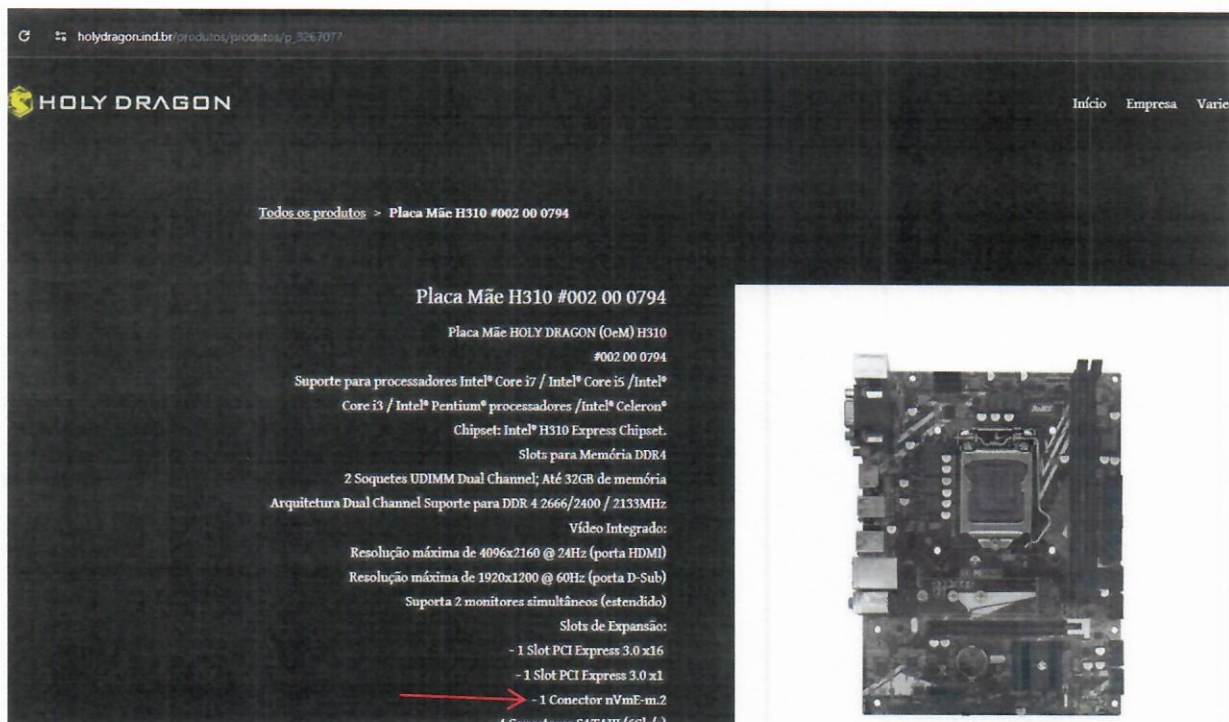 holydragon.ind.br/produtos/produtos/p_3267077
HOLY DRAGON
Início Empresa Varie
Todos os produtos > Placa Mãe H310 #002 00 0794
Placa Mãe H310 #002 00 0794
Placa Mãe HOLY DRAGON (OeM) H310
#002 00 0794
Suporte para processadores Intel® Core i7 / Intel® Core i5 /Intel®
Core i3 / Intel® Pentium® processadores /Intel® Celeron®
Chipset: Intel® H310 Express Chipset.
Slots para Memória DDR4
2 Soquetes UDIMM Dual Channel; Até 32GB de memória
Arquitetura Dual Channel Suporte para DDR 4 2666/2400 / 2133MHz
Vídeo Integrado:
Resolução máxima de 4096x2160 @ 24Hz (porta HDMI)
Resolução máxima de 1920x1200 @ 60Hz (porta D-Sub)
Suporta 2 monitores simultâneos (estendido)
Slots de Expansão:
- 1 Slot PCI Express 3.0 x16
- 1 Slot PCI Express 3.0 x1
- 1 Conector nVmE-m.2